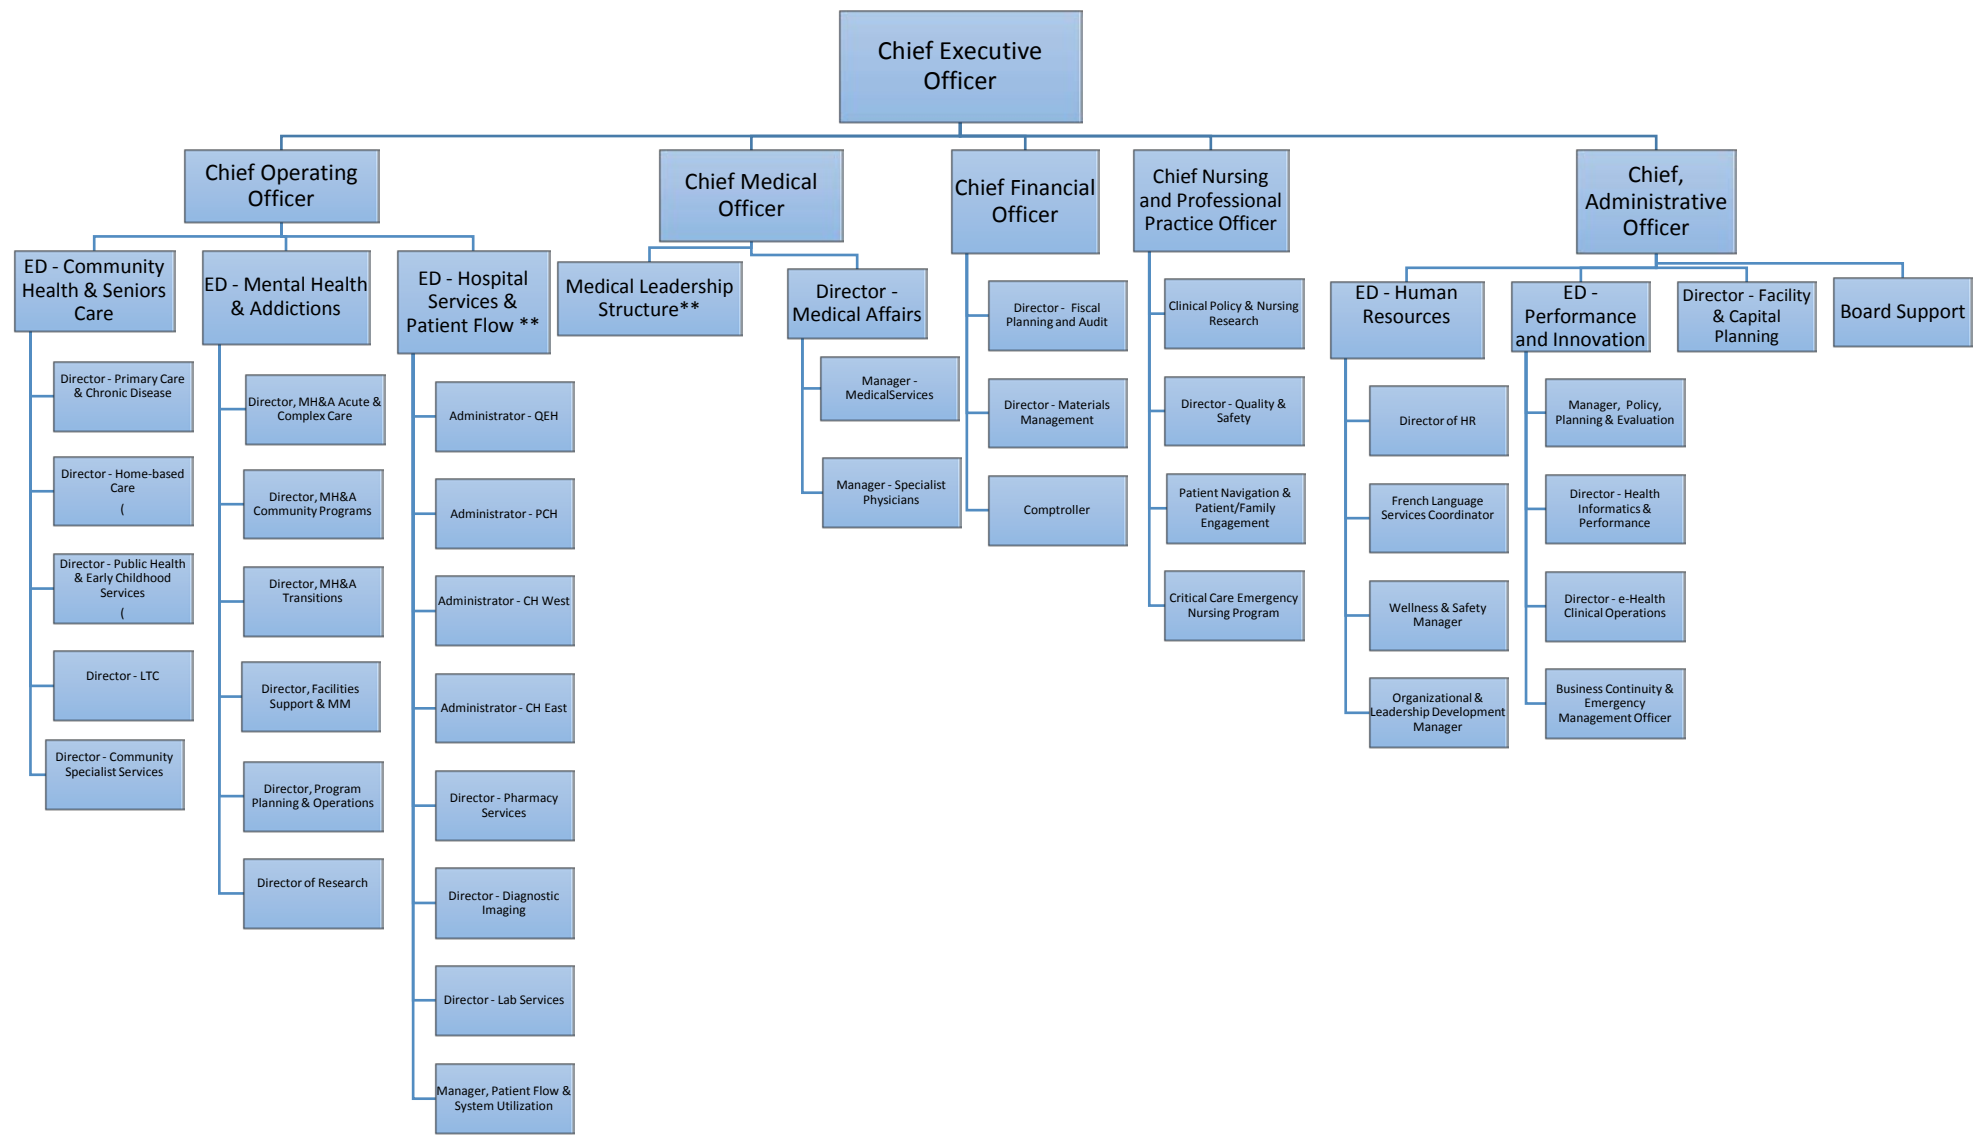 Chief Executive
Officer
Chief Operating
Officer
Chief Medical
Officer
Chief Financial
Officer
Chief Nursing
and Professional
Practice Officer
Chief,
Administrative
Officer
ED - Community
Health & Seniors
Care
ED - Mental Health
& Addictions
ED - Hospital
Services &
Patient Flow **
Medical Leadership
Structure**
Director -
Medical Affairs
ED - Human
Resources
ED -
Performance
and Innovation
Director - Facility
& Capital
Planning
Board Support
Director - Primary Care
& Chronic Disease
Director - Home-based
Care
(
Director - Public Health
& Early Childhood
Services
(
Director - LTC
Director - Community
Specialist Services
Director, MH&A Acute &
Complex Care
Director, MH&A
Community Programs
Director, MH&A
Transitions
Director, Facilities
Support & MM
Director, Program
Planning & Operations
Director of Research
Administrator - QEH
Administrator - PCH
Administrator - CH West
Administrator - CH East
Director - Pharmacy
Services
Director - Diagnostic
Imaging
Director - Lab Services
Manager, Patient Flow &
System Utilization
Manager -
MedicalServices
Manager - Specialist
Physicians
Director - Fiscal
Planning and Audit
Director - Materials
Management
Comptroller
Clinical Policy & Nursing
Research
Director - Quality &
Safety
Patient Navigation &
Patient/Family
Engagement
Critical Care Emergency
Nursing Program
Director of HR
French Language
Services Coordinator
Wellness & Safety
Manager
Organizational &
Leadership Development
Manager
Manager, Policy,
Planning & Evaluation
Director - Health
Informatics &
Performance
Director - e-Health
Clinical Operations
Business Continuity &
Emergency
Management Officer